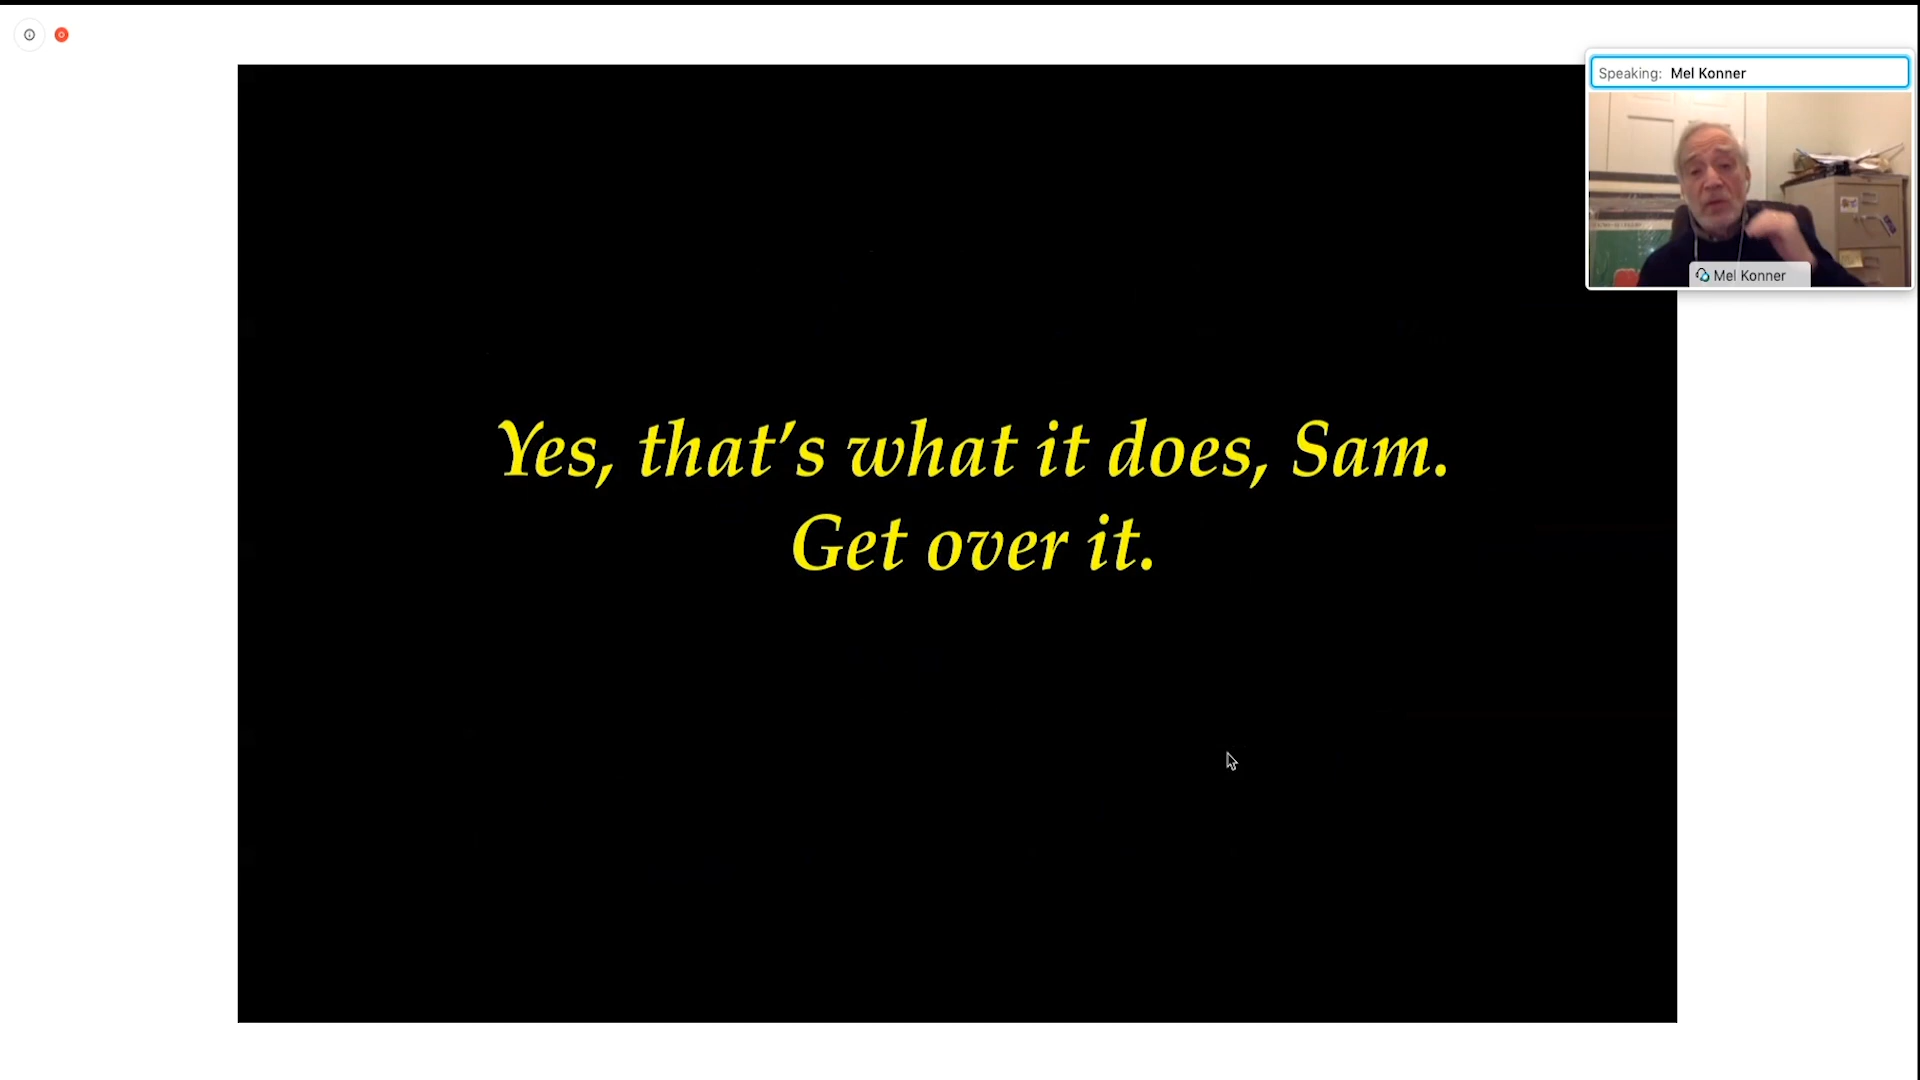 Speaking: Mel Konner
Mel Konner
Yes, that’s what it does, Sam.
Get over it.